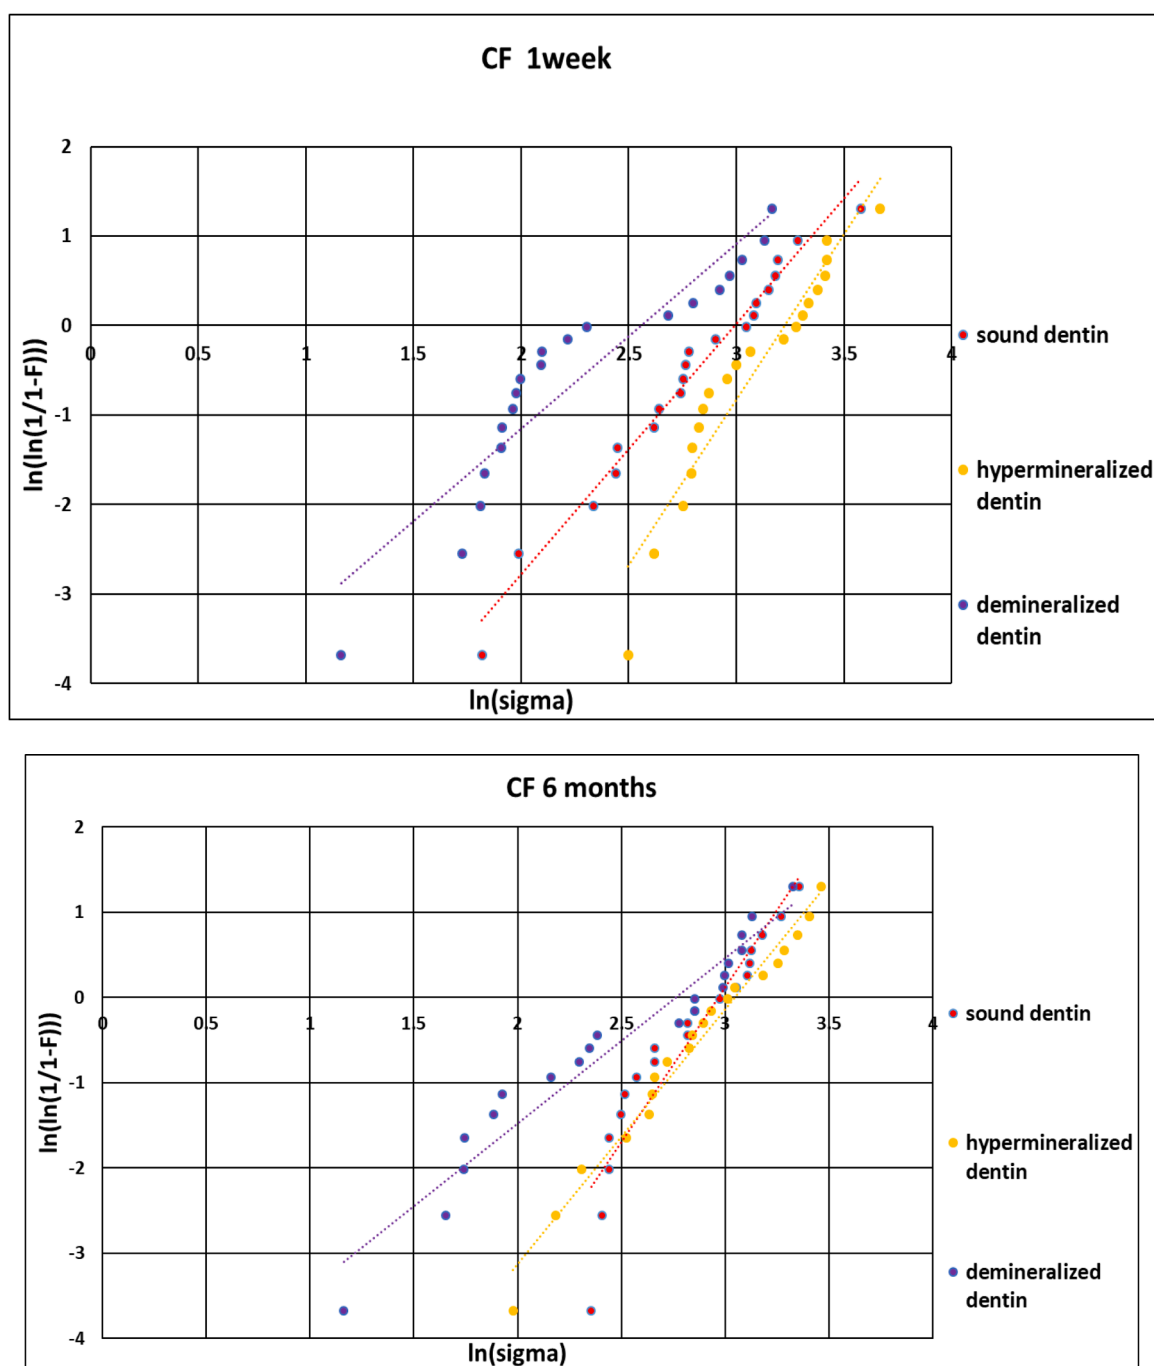 CF 1week
2
1
0
-1
-2
-3
-4
0 0.5 1 1.5 2 2.5 3 3.5 4
ln(ln(1/1-F)))
ln(sigma)
sound dentin
hypermineralized
dentin
demineralized
dentin
CF 6 months
2
1
0
-1
-2
-3
-4
0 0.5 1 1.5 2 2.5 3 3.5 4
ln(ln(1/1-F)))
ln(sigma)
sound dentin
hypermineralized
dentin
demineralized
dentin